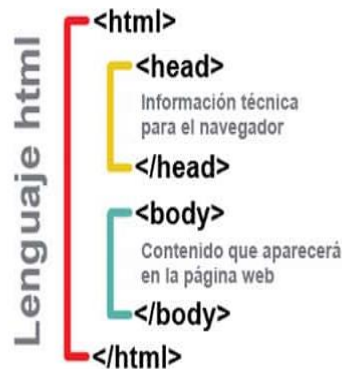 Lenguaje html
<html>
<head>
Información técnica
para el navegador
</head>
<body>
Contenido que aparecerá
en la página web
</body>
</html>